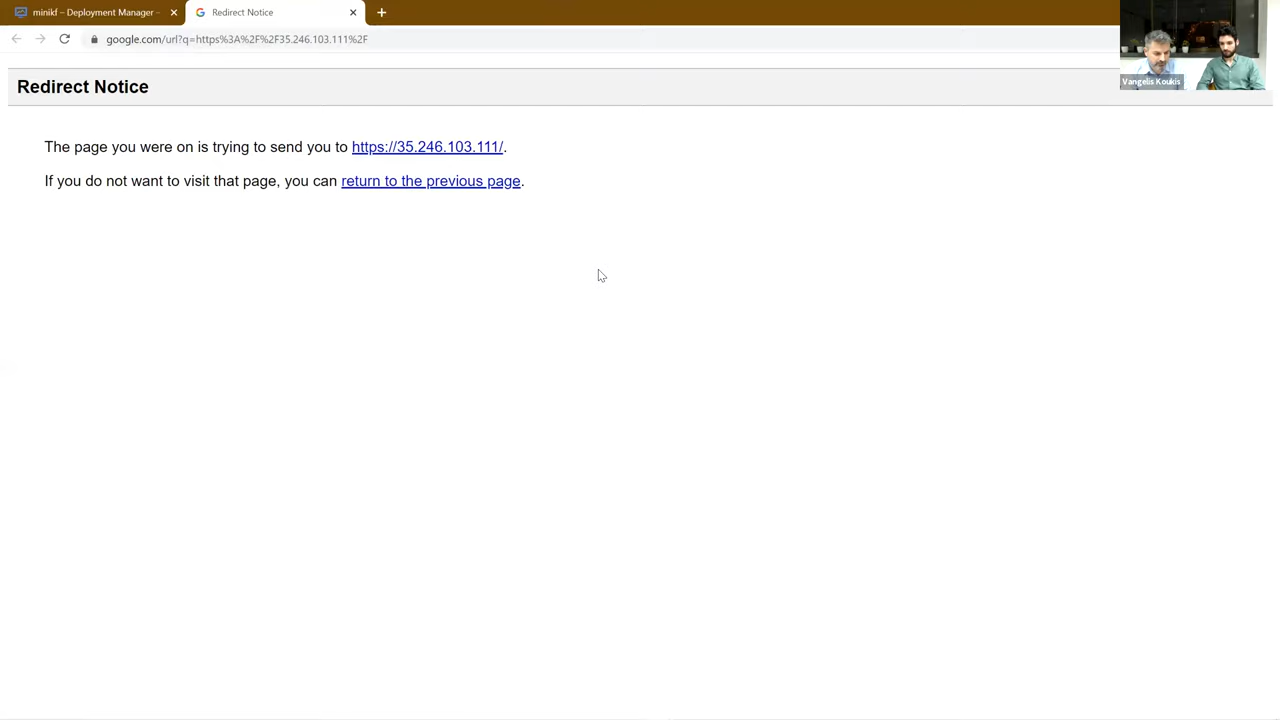 minikf – Deployment Manager –
Redirect Notice
google.com/url?q=https%3A%2F%2F35.246.103.111%2F
Vangelis Koukis
Redirect Notice
The page you were on is trying to send you to https://35.246.103.111/.
If you do not want to visit that page, you can return to the previous page.